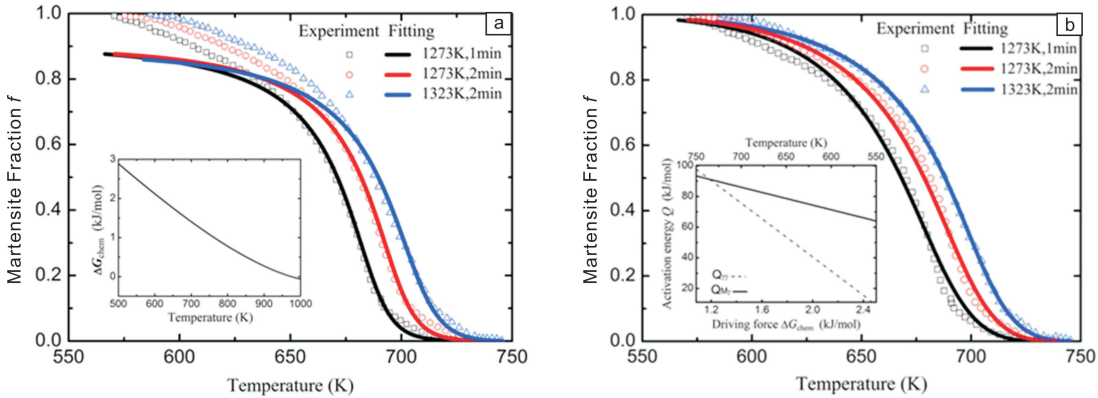 a
Experiment Fitting
1273K,1min
1273K,2min
1323K,2min
1.0
0.8
0.6
0.4
0.2
0.0
Martensite Fraction f
550 600 650 700 750
Temperature (K)
3
2
1
0
ΔGchem (kJ/mol)
500 600 700 800 900 1000
Temperature (K)
b
Experiment Fitting
1273K,1min
1273K,2min
1323K,2min
1.0
0.8
0.6
0.4
0.2
0.0
Martensite Fraction f
550 600 650 700 750
Temperature (K)
Temperature (K)
750 700 650 600 550
100
80
60
40
20
Activation energy Q (kJ/mol)
1.2 1.6 2.0 2.4
Driving force ΔGchem (kJ/mol)